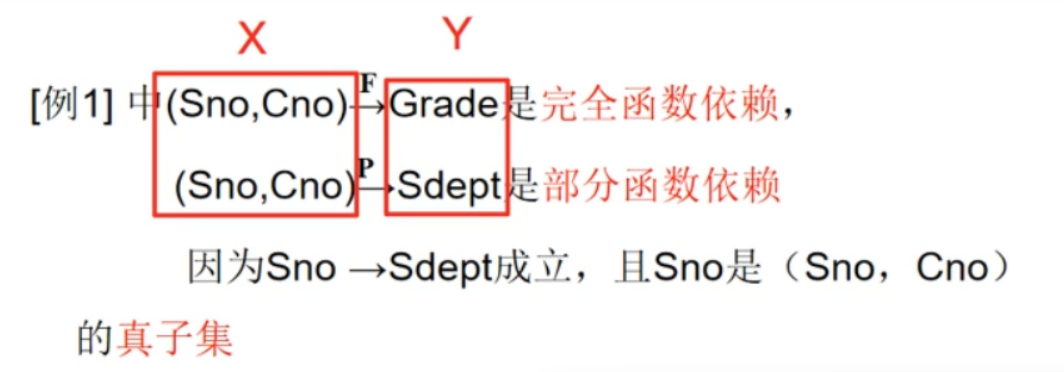 X Y
[例1] 中(Sno,Cno)F→Grade是完全函数依赖，
(Sno,Cno)P→Sdept是部分函数依赖
因为Sno →Sdept成立，且Sno是（Sno，Cno）
的真子集